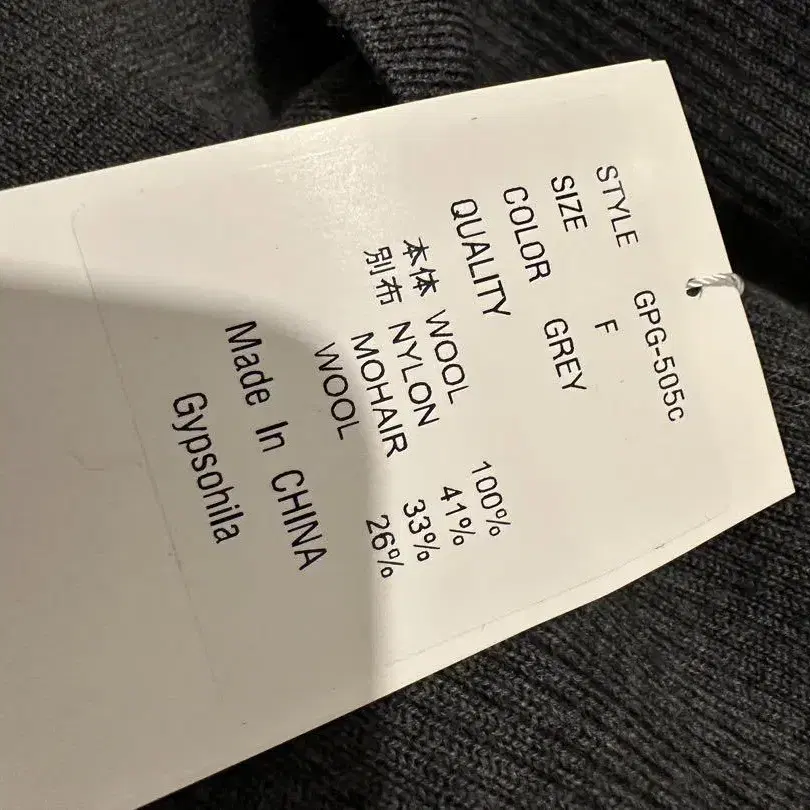 STYLE GPG-505c
SIZE F
COLOR GREY
QUALITY
本体 WOOL 100%
別布 NYLON 41%
MOHAIR 33%
WOOL 26%
Made In CHINA
Gypsohila